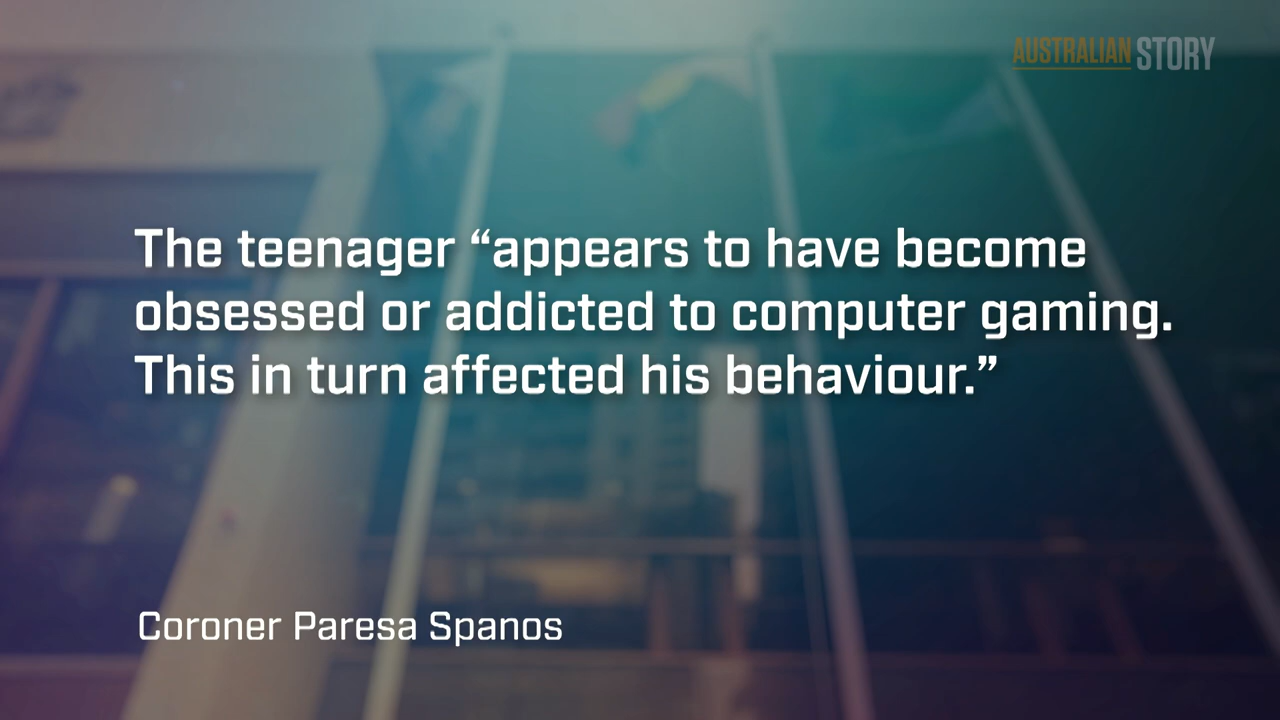 AUSTRALIAN STORY
The teenager “appears to have become
obsessed or addicted to computer gaming.
This in turn affected his behaviour.”
Coroner Paresa Spanos